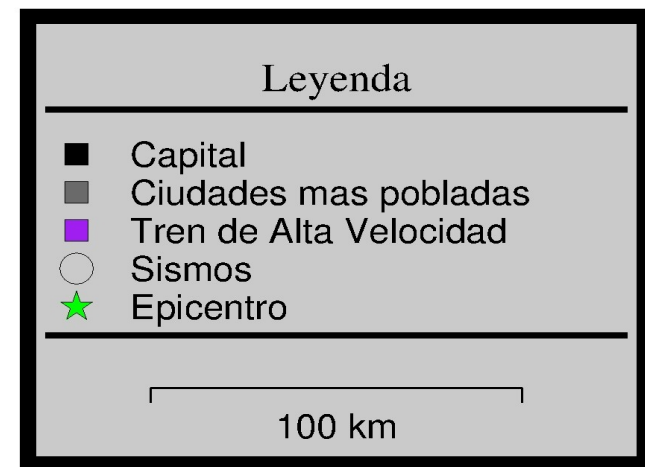 Leyenda
Capital
Ciudades mas pobladas
Tren de Alta Velocidad
Sismos
Epicentro
100 km